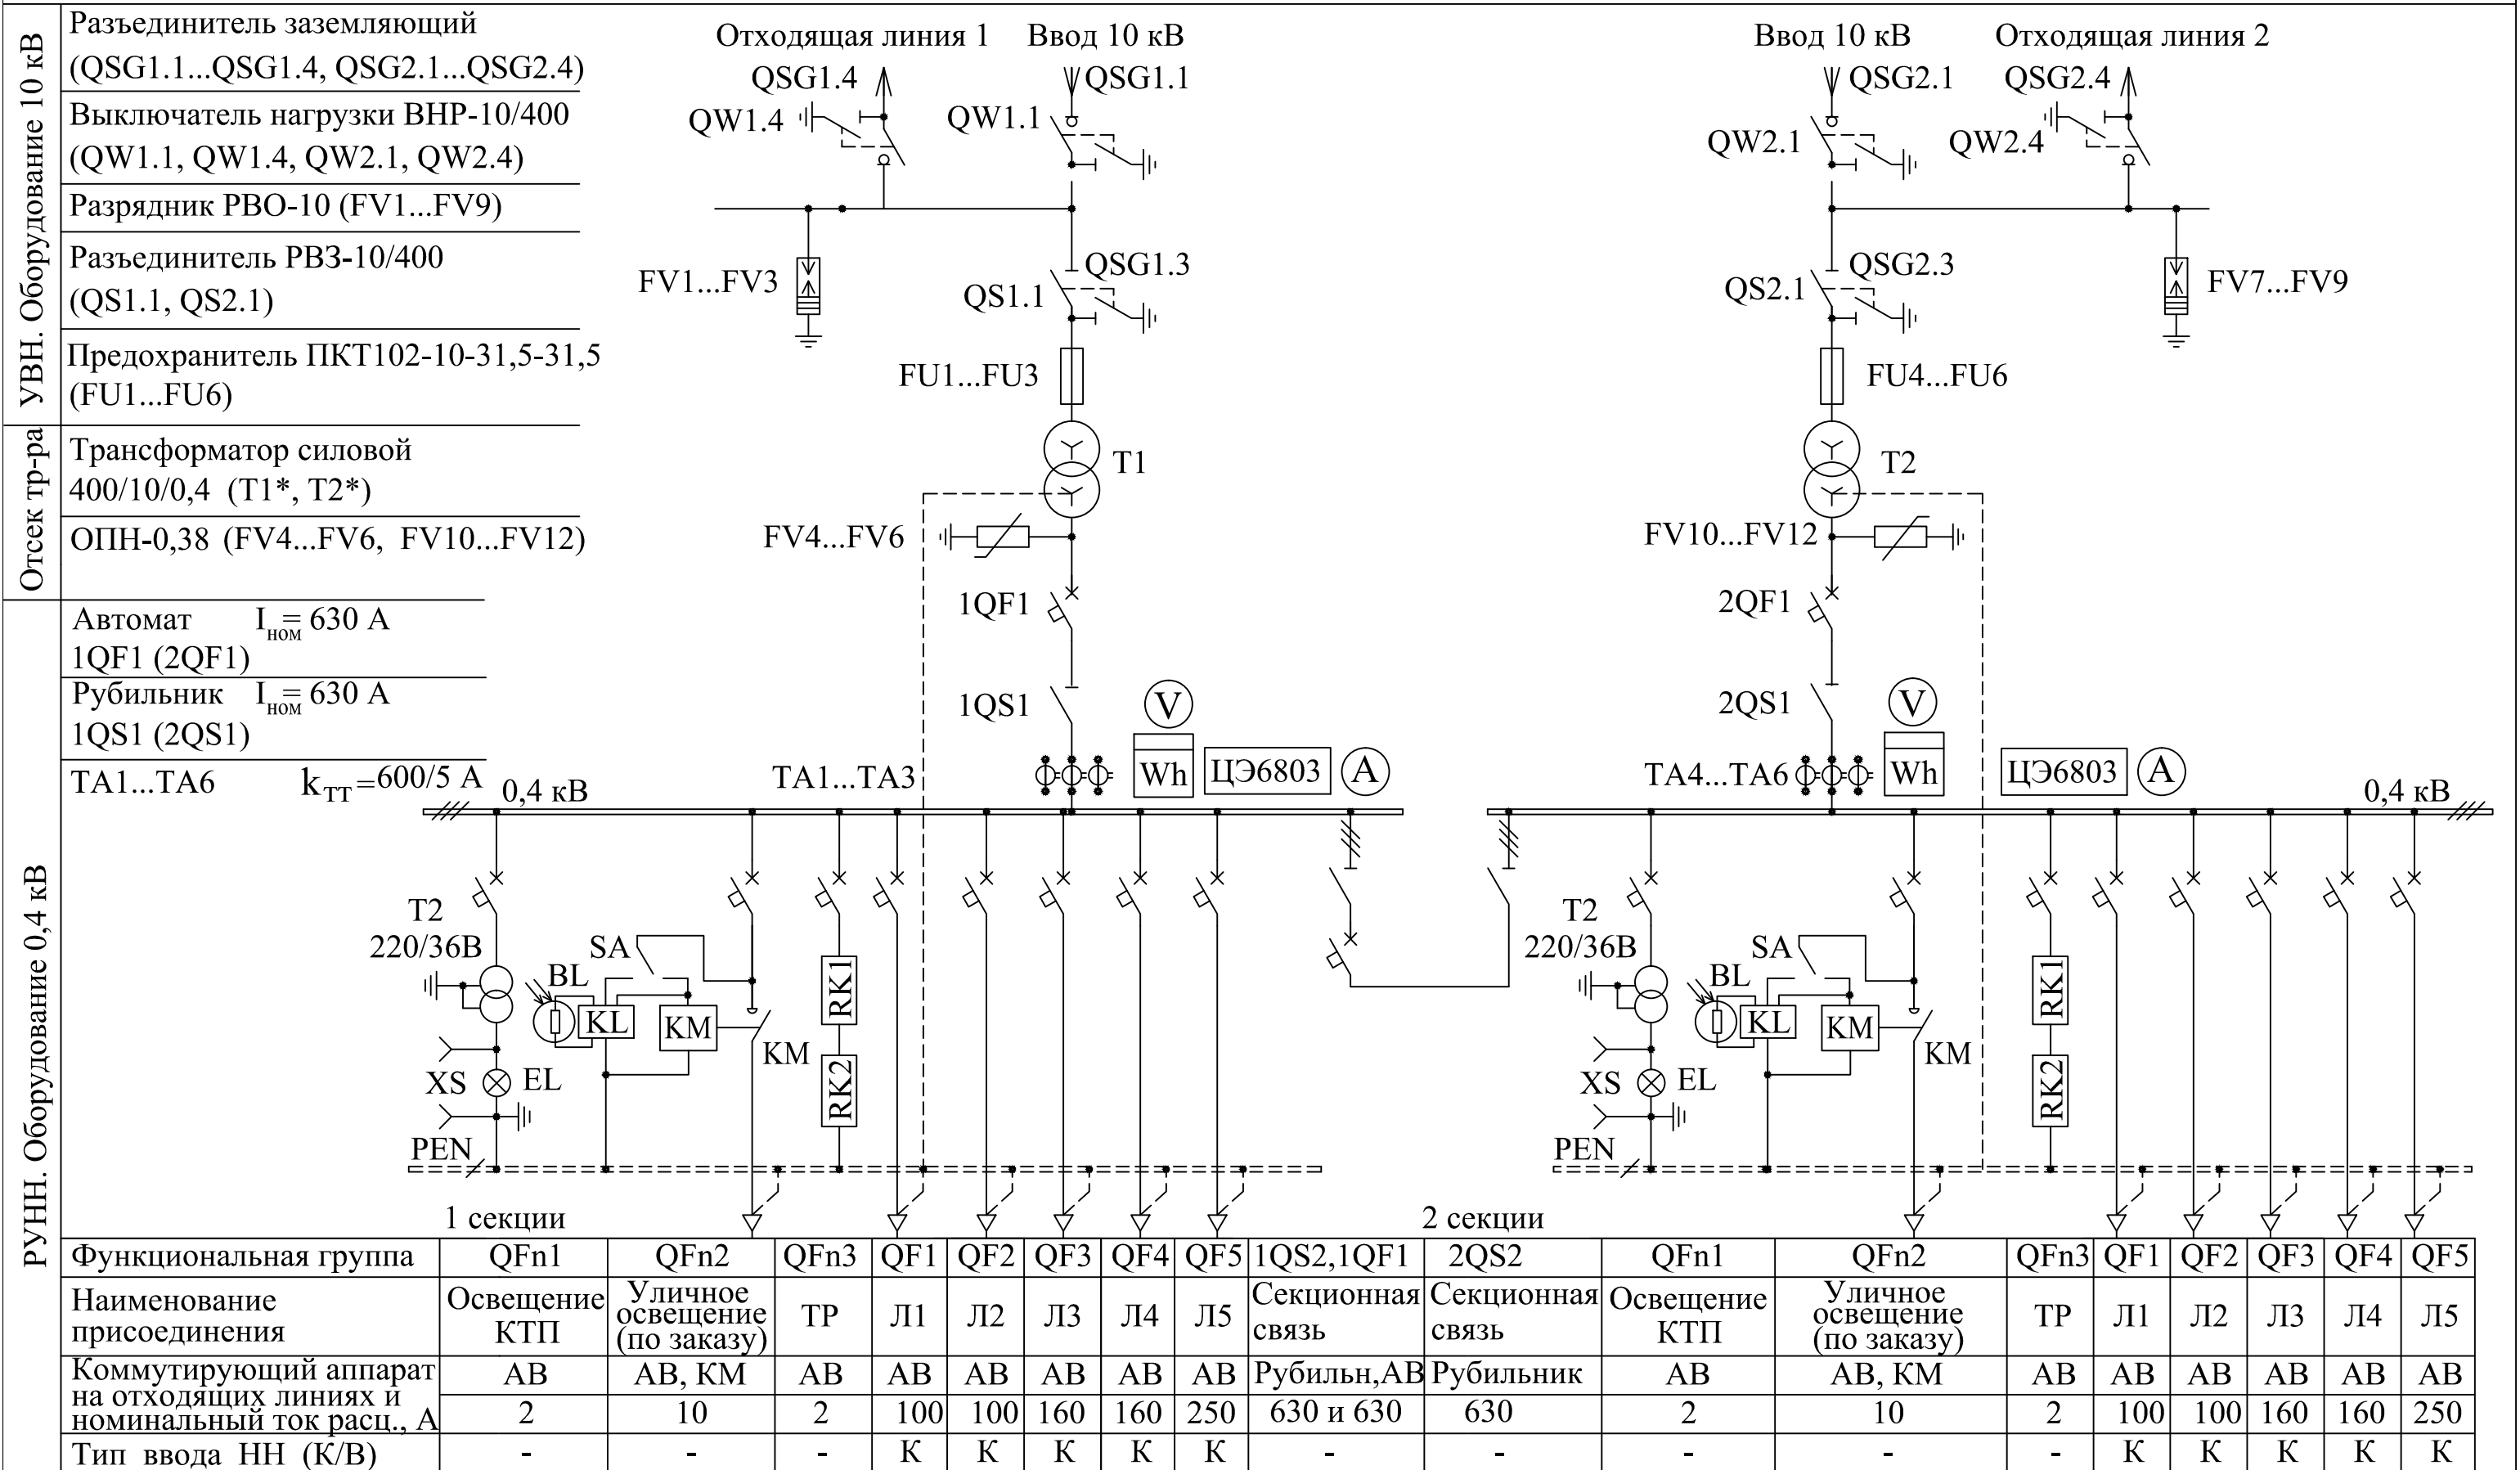 УВН. Оборудование 10 кВ
Разъединитель заземляющий
(QSG1.1...QSG1.4, QSG2.1...QSG2.4)
Выключатель нагрузки ВНР-10/400
(QW1.1, QW1.4, QW2.1, QW2.4)
Разрядник РВО-10 (FV1...FV9)
Разъединитель РВЗ-10/400
(QS1.1, QS2.1)
Предохранитель ПКТ102-10-31,5-31,5
(FU1...FU6)
Отсек тр-ра
Трансформатор силовой
400/10/0,4 (Т1*, Т2*)
ОПН-0,38 (FV4...FV6, FV10...FV12)
РУНН. Оборудование 0,4 кВ
Автомат Iном= 630 А
1QF1 (2QF1)
Рубильник Iном= 630 А
1QS1 (2QS1)
ТА1...ТА6 kТТ=600/5 А
Отходящая линия 1
Ввод 10 кВ
QSG1.4
QSG1.1
QW1.4
QW1.1
FV1...FV3
QSG1.3
QS1.1
FU1...FU3
Т1
FV4...FV6
1QF1
1QS1
V
Wh
ЦЭ6803
А
ТА1...ТА3
0,4 кВ
Ввод 10 кВ
Отходящая линия 2
QSG2.1
QSG2.4
QW2.1
QW2.4
QSG2.3
QS2.1
FV7...FV9
FU4...FU6
Т2
FV10...FV12
2QF1
2QS1
V
Wh
ЦЭ6803
А
ТА4...ТА6
0,4 кВ
Т2
220/36В
SA
BL
KL
KM
KM
RK1
RK2
XS
EL
PEN
Т2
220/36В
SA
BL
KL
KM
KM
RK1
RK2
XS
EL
PEN
1 секции
2 секции
Функциональная группа QFn1 QFn2 QFn3 QF1 QF2 QF3 QF4 QF5 1QS2,1QF1 2QS2 QFn1 QFn2 QFn3 QF1 QF2 QF3 QF4 QF5
Наименование
присоединения
Освещение
КТП
Уличное
освещение
(по заказу)
ТР Л1 Л2 Л3 Л4 Л5
Секционная
связь
Секционная
связь
Освещение
КТП
Уличное
освещение
(по заказу)
ТР Л1 Л2 Л3 Л4 Л5
Коммутирующий аппарат
на отходящих линиях и
номинальный ток расц., А
АВ АВ, КМ АВ АВ АВ АВ АВ АВ Рубильн,АВ Рубильник АВ АВ, КМ АВ АВ АВ АВ АВ АВ
2 10 2 100 100 160 160 250 630 и 630 630 2 10 2 100 100 160 160 250
Тип ввода НН (К/В) - - - К К К К К - - - - - К К К К К